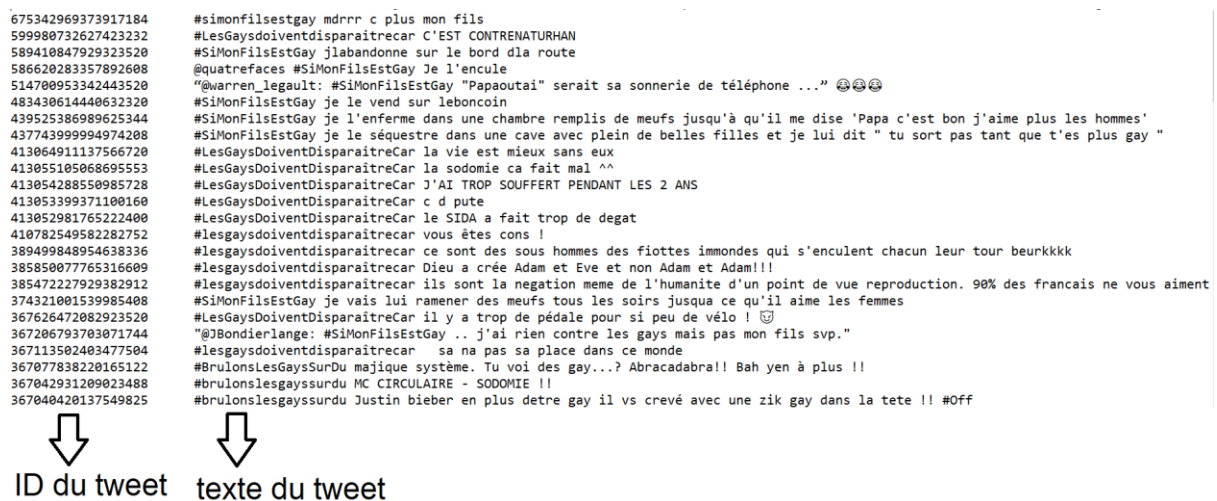 675342969373917184 #simonfilsestgay mdrrr c plus mon fils
599980732627423232 #LesGaysdoiventdisparaitrecar C'EST CONTRENATURHAN
589410847929323520 #SiMonFilsEstGay jlabandonne sur le bord dla route
586620283357892608 @quatrefaces #SiMonFilsEstGay Je l'encule
514700953342443520 “@warren_legault: #SiMonFilsEstGay "Papaoutai" serait sa sonnerie de téléphone ...” 😂😂😂
483430614440632320 #SiMonFilsEstGay je le vend sur leboncoin
439525386989625344 #SiMonFilsEstGay je l'enferme dans une chambre remplis de meufs jusqu'à qu'il me dise 'Papa c'est bon j'aime plus les hommes'
437743999994974208 #SiMonFilsEstGay je le séquestre dans une cave avec plein de belles filles et je lui dit " tu sort pas tant que t'es plus gay "
413064911137566720 #LesGaysDoiventDisparaitreCar la vie est mieux sans eux
413055105068695553 #LesGaysDoiventDisparaitreCar la sodomie ca fait mal ^^
413054288550985728 #LesGaysDoiventDisparaitreCar J'AI TROP SOUFFERT PENDANT LES 2 ANS
413053399371100160 #LesGaysDoiventDisparaitreCar c d pute
413052981765222400 #LesGaysDoiventDisparaitreCar le SIDA a fait trop de degat
410782549582282752 #lesgaysdoiventdisparaitrecar vous êtes cons !
389499848954638336 #lesgaysdoiventdisparaitrecar ce sont des sous hommes des fiottes immondes qui s'enculent chacun leur tour beurkkkk
385850077765316609 #lesgaysdoiventdisparaîtrecar Dieu a crée Adam et Eve et non Adam et Adam!!!
385472227929382912 #lesgaysdoiventdisparaîtrecar ils sont la negation meme de l'humanite d'un point de vue reproduction. 90% des francais ne vous aiment
374321001539985408 #SiMonFilsEstGay je vais lui ramener des meufs tous les soirs jusqua ce qu'il aime les femmes
367626472082923520 #LesGaysDoiventDisparaîtreCar il y a trop de pédale pour si peu de vélo ! 😈
367206793703071744 "@JBondierlange: #SiMonFilsEstGay .. j'ai rien contre les gays mais pas mon fils svp."
367113502403477504 #lesgaysdoiventdisparaîtrecar sa na pas sa place dans ce monde
367077838220165122 #BrulonsLesGaysSurDu majique système. Tu voi des gay...? Abracadabra!! Bah yen à plus !!
367042931209023488 #brulonslesgayssurdu MC CIRCULAIRE - SODOMIE !!
367040420137549825 #brulonslesgayssurdu Justin bieber en plus detre gay il vs crevé avec une zik gay dans la tete !! #Off
ID du tweet texte du tweet